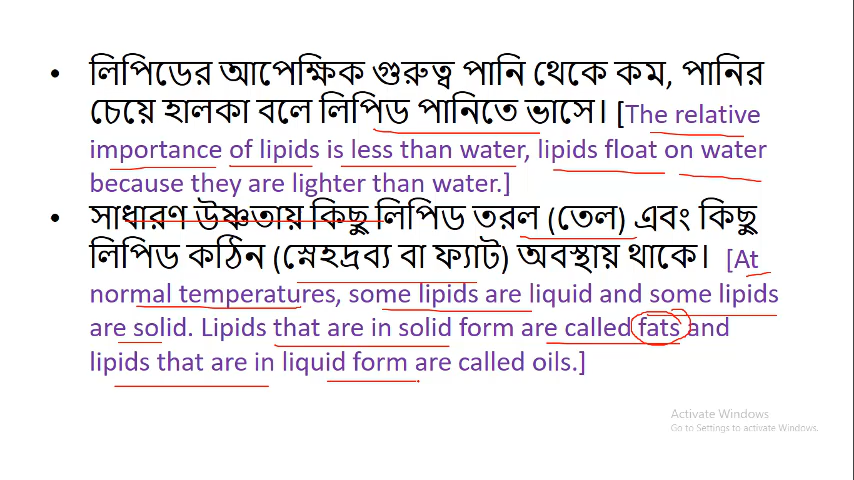 • লিপিডের আপেক্ষিক গুরুত্ব পানি থেকে কম, পানির
চেয়ে হালকা বলে লিপিড পানিতে ভাসে। [The relative
importance of lipids is less than water, lipids float on water
because they are lighter than water.]
• সাধারণ উষ্ণতায় কিছু লিপিড তরল (তেল) এবং কিছু
লিপিড কঠিন (স্নেহদ্রব্য বা ফ্যাট) অবস্থায় থাকে। [At
normal temperatures, some lipids are liquid and some lipids
are solid. Lipids that are in solid form are called fats and
lipids that are in liquid form are called oils.]
Activate Windows
Go to Settings to activate Windows.